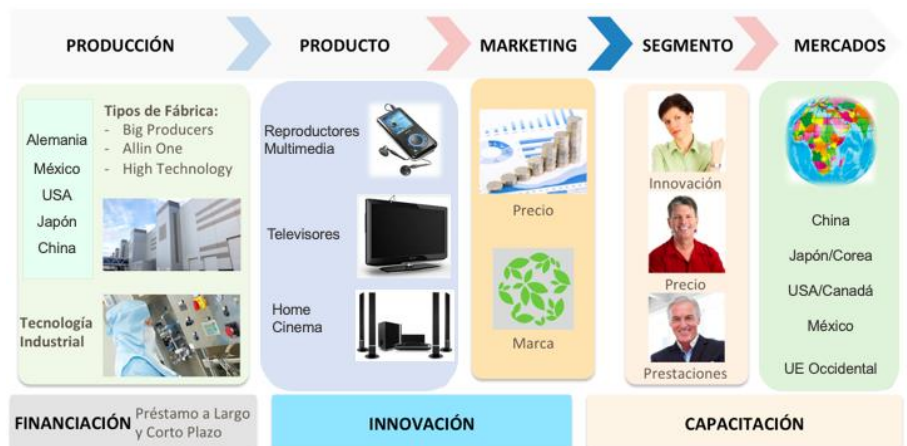 PRODUCCIÓN
PRODUCTO
MARKETING
SEGMENTO
MERCADOS
Alemania
México
USA
Japón
China
Tipos de Fábrica:
- Big Producers
- Allin One
- High Technology
Tecnología
Industrial
Reproductores
Multimedia
Televisores
Home
Cinema
Precio
Marca
Innovación
Precio
Prestaciones
China
Japón/Corea
USA/Canadá
México
UE Occidental
FINANCIACIÓN Préstamo a Largo
y Corto Plazo
INNOVACIÓN
CAPACITACIÓN